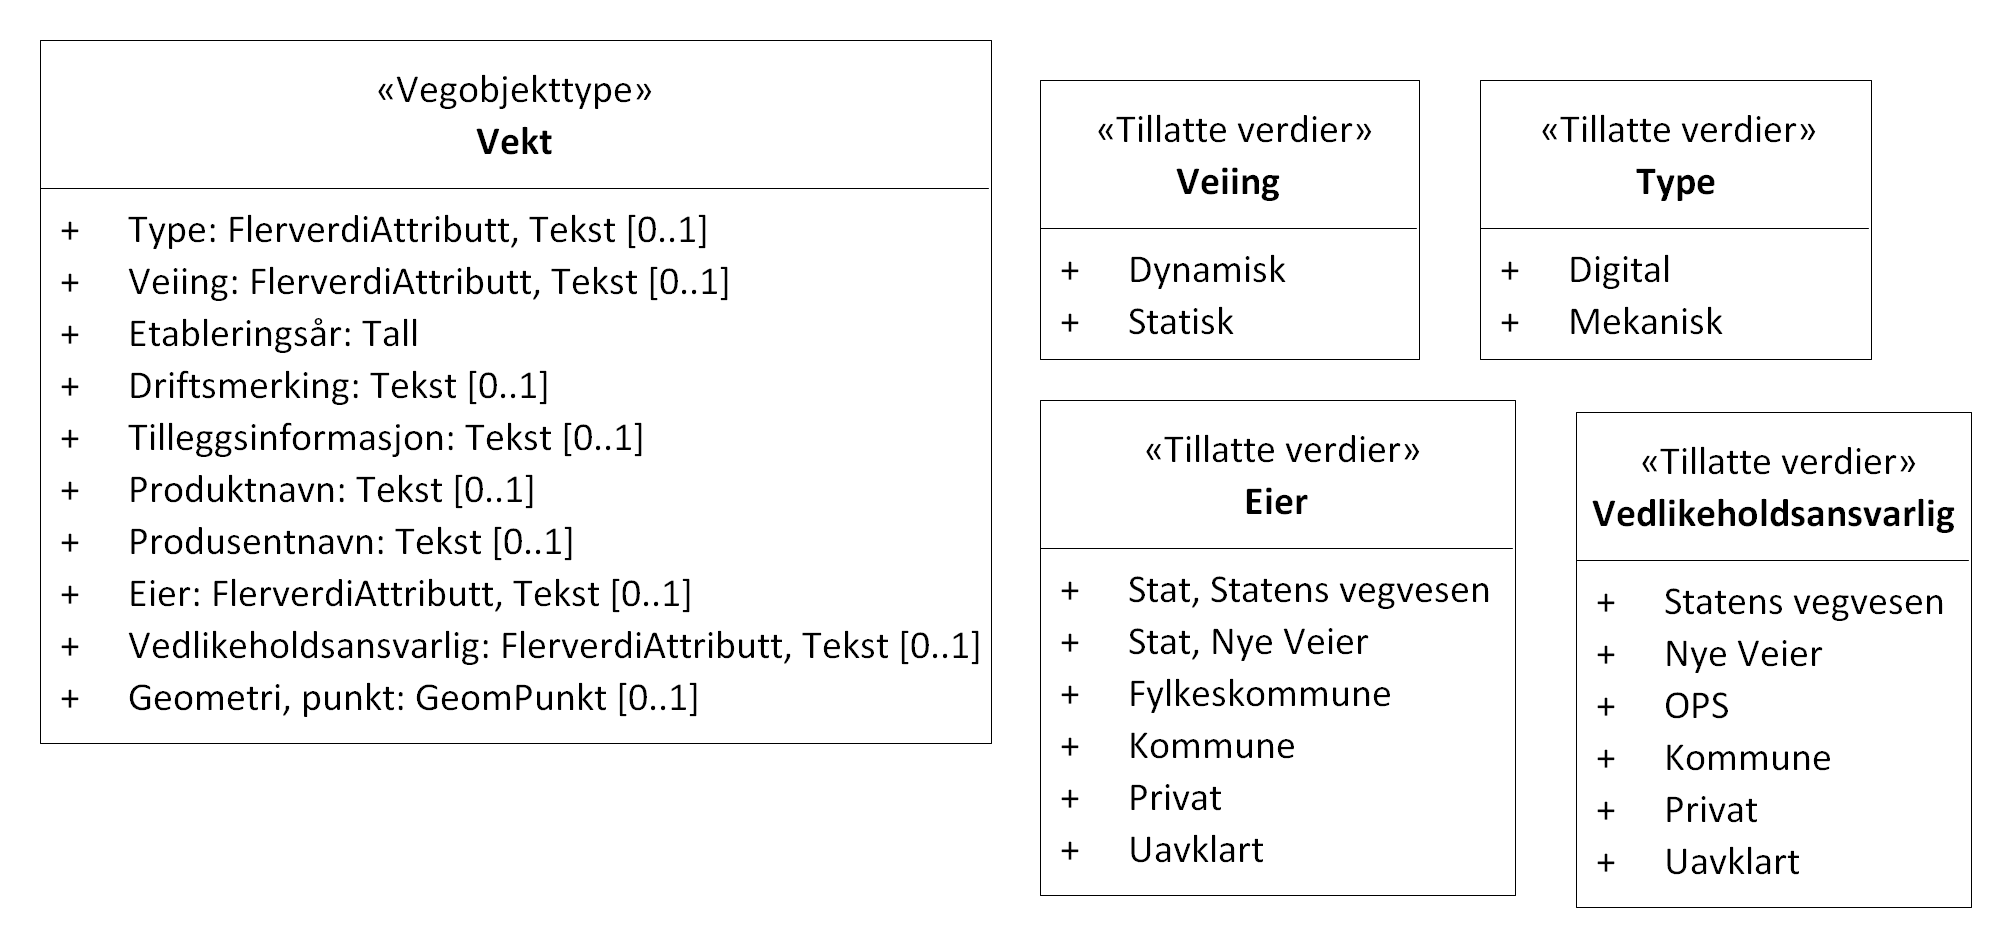 «Vegobjekttype»
Vekt
+ Type: FlerverdiAttributt, Tekst [0..1]
+ Veiing: FlerverdiAttributt, Tekst [0..1]
+ Etableringsår: Tall
+ Driftsmerking: Tekst [0..1]
+ Tilleggsinformasjon: Tekst [0..1]
+ Produktnavn: Tekst [0..1]
+ Produsentnavn: Tekst [0..1]
+ Eier: FlerverdiAttributt, Tekst [0..1]
+ Vedlikeholdsansvarlig: FlerverdiAttributt, Tekst [0..1]
+ Geometri, punkt: GeomPunkt [0..1]
«Tillatte verdier»
Veiing
+ Dynamisk
+ Statisk
«Tillatte verdier»
Type
+ Digital
+ Mekanisk
«Tillatte verdier»
Eier
+ Stat, Statens vegvesen
+ Stat, Nye Veier
+ Fylkeskommune
+ Kommune
+ Privat
+ Uavklart
«Tillatte verdier»
Vedlikeholdsansvarlig
+ Statens vegvesen
+ Nye Veier
+ OPS
+ Kommune
+ Privat
+ Uavklart